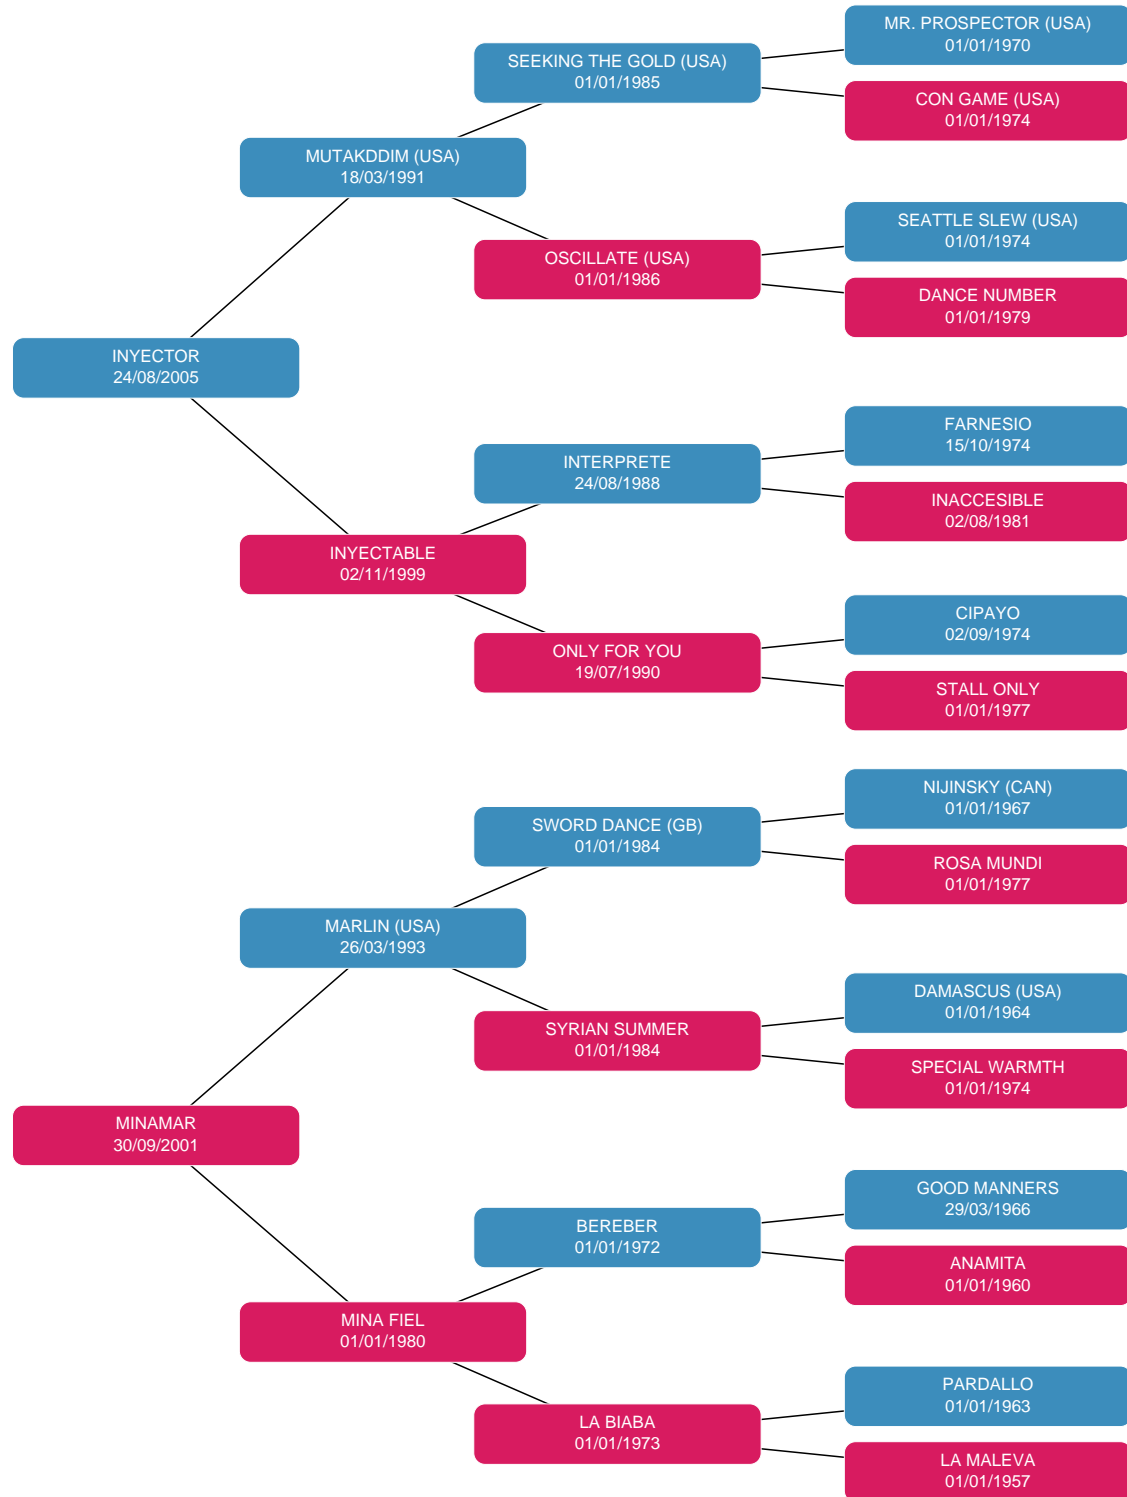 MR. PROSPECTOR (USA)
01/01/1970
SEEKING THE GOLD (USA)
01/01/1985
CON GAME (USA)
01/01/1974
MUTAKDDIM (USA)
18/03/1991
SEATTLE SLEW (USA)
01/01/1974
OSCILLATE (USA)
01/01/1986
DANCE NUMBER
01/01/1979
INYECTOR
24/08/2005
FARNESIO
15/10/1974
INTERPRETE
24/08/1988
INACCESIBLE
02/08/1981
INYECTABLE
02/11/1999
CIPAYO
02/09/1974
ONLY FOR YOU
19/07/1990
STALL ONLY
01/01/1977
NIJINSKY (CAN)
01/01/1967
SWORD DANCE (GB)
01/01/1984
ROSA MUNDI
01/01/1977
MARLIN (USA)
26/03/1993
DAMASCUS (USA)
01/01/1964
SYRIAN SUMMER
01/01/1984
SPECIAL WARMTH
01/01/1974
MINAMAR
30/09/2001
GOOD MANNERS
29/03/1966
BEREBER
01/01/1972
ANAMITA
01/01/1960
MINA FIEL
01/01/1980
PARDALLO
01/01/1963
LA BIABA
01/01/1973
LA MALEVA
01/01/1957